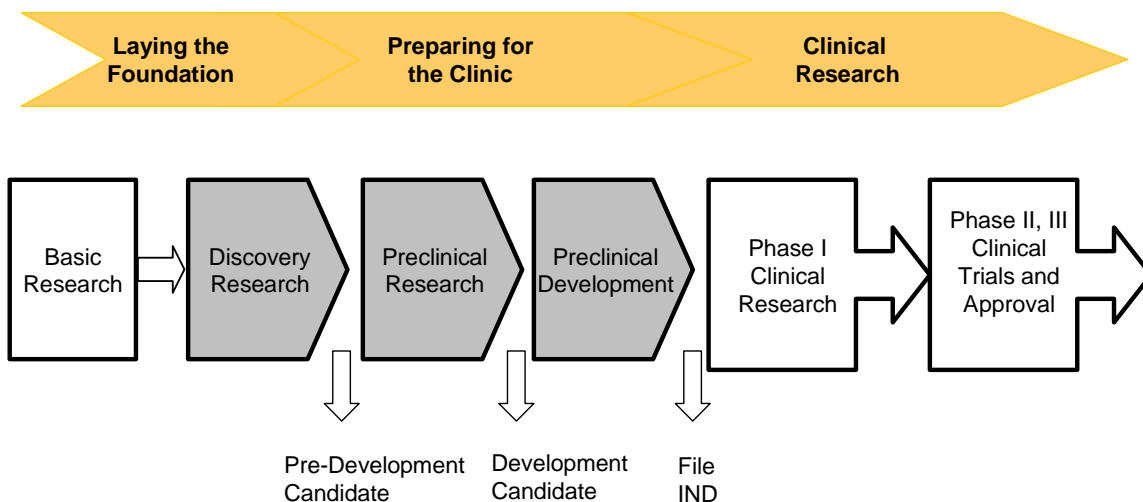 Laying the
Foundation
Preparing for
the Clinic
Clinical
Research
Basic
Research
Discovery
Research
Preclinical
Research
Preclinical
Development
Phase I
Clinical
Research
Phase II, III
Clinical
Trials and
Approval
Pre-Development
Candidate
Development
Candidate
File
IND